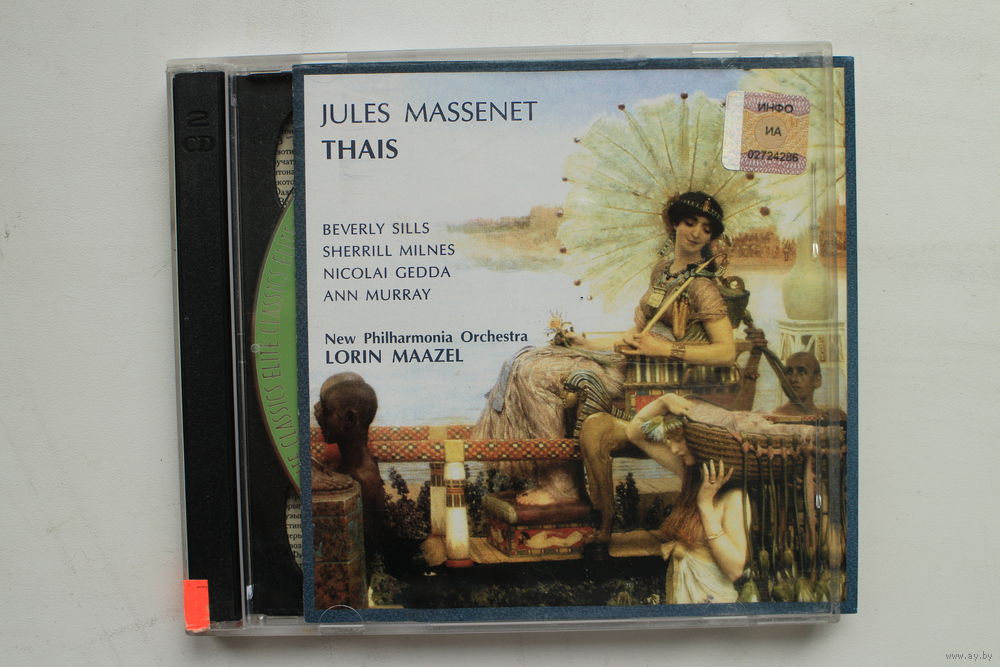 2
CD
JULES MASSENET
THAIS
BEVERLY SILLS
SHERRILL MILNES
NICOLAI GEDDA
ANN MURRAY
New Philharmonia Orchestra
LORIN MAAZEL
ИНФО
ИА
02724286
CLASSICS ELITE CLASSICS ELITE
www.ay.by